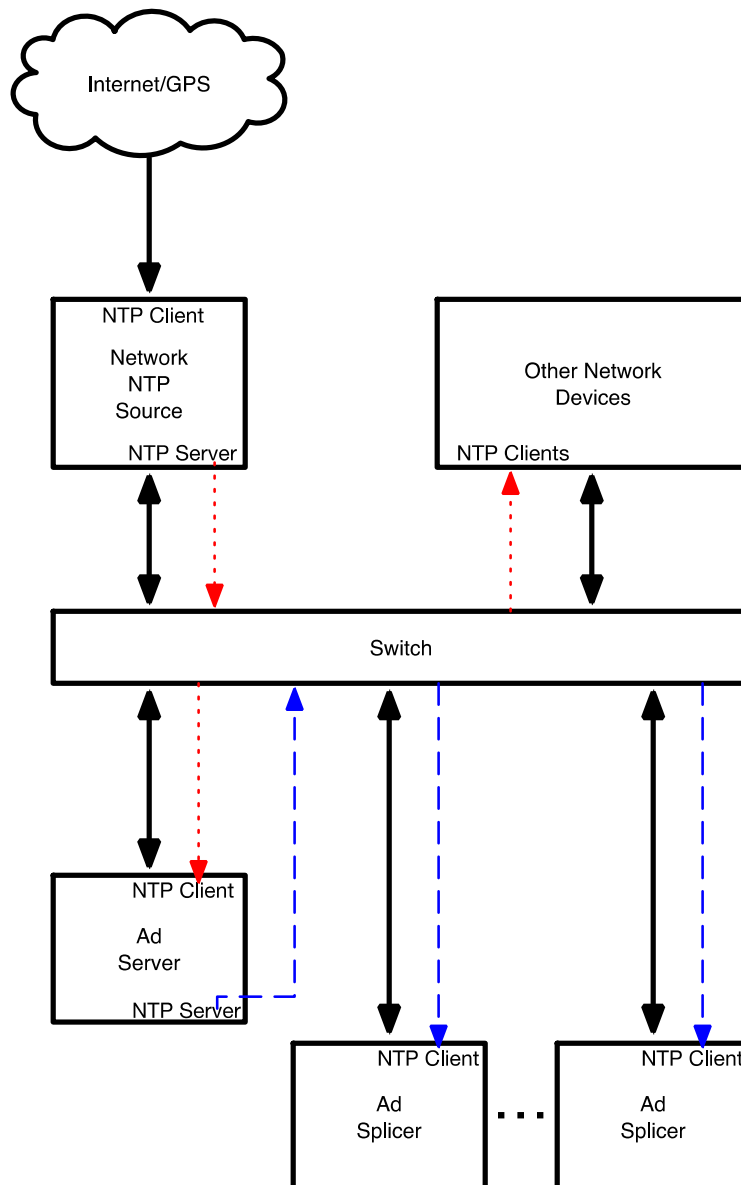 Internet/GPS
NTP Client
Network
NTP
Source
NTP Server
Other Network
Devices
NTP Clients
Switch
NTP Client
Ad
Server
NTP Server
NTP Client
Ad
Splicer
NTP Client
Ad
Splicer